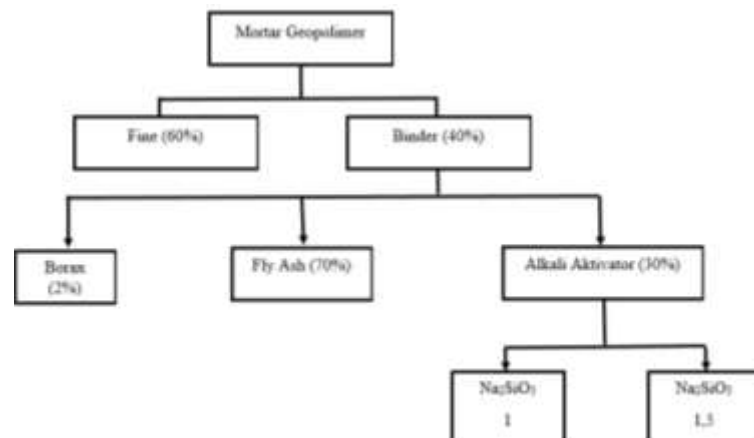 Mortar Geopolimer
Fine (60%)
Binder (40%)
Borax
(2%)
Fly Ash (70%)
Alkali Aktivator (30%)
Na₂SiO₃
1
Na₂SiO₃
1,5